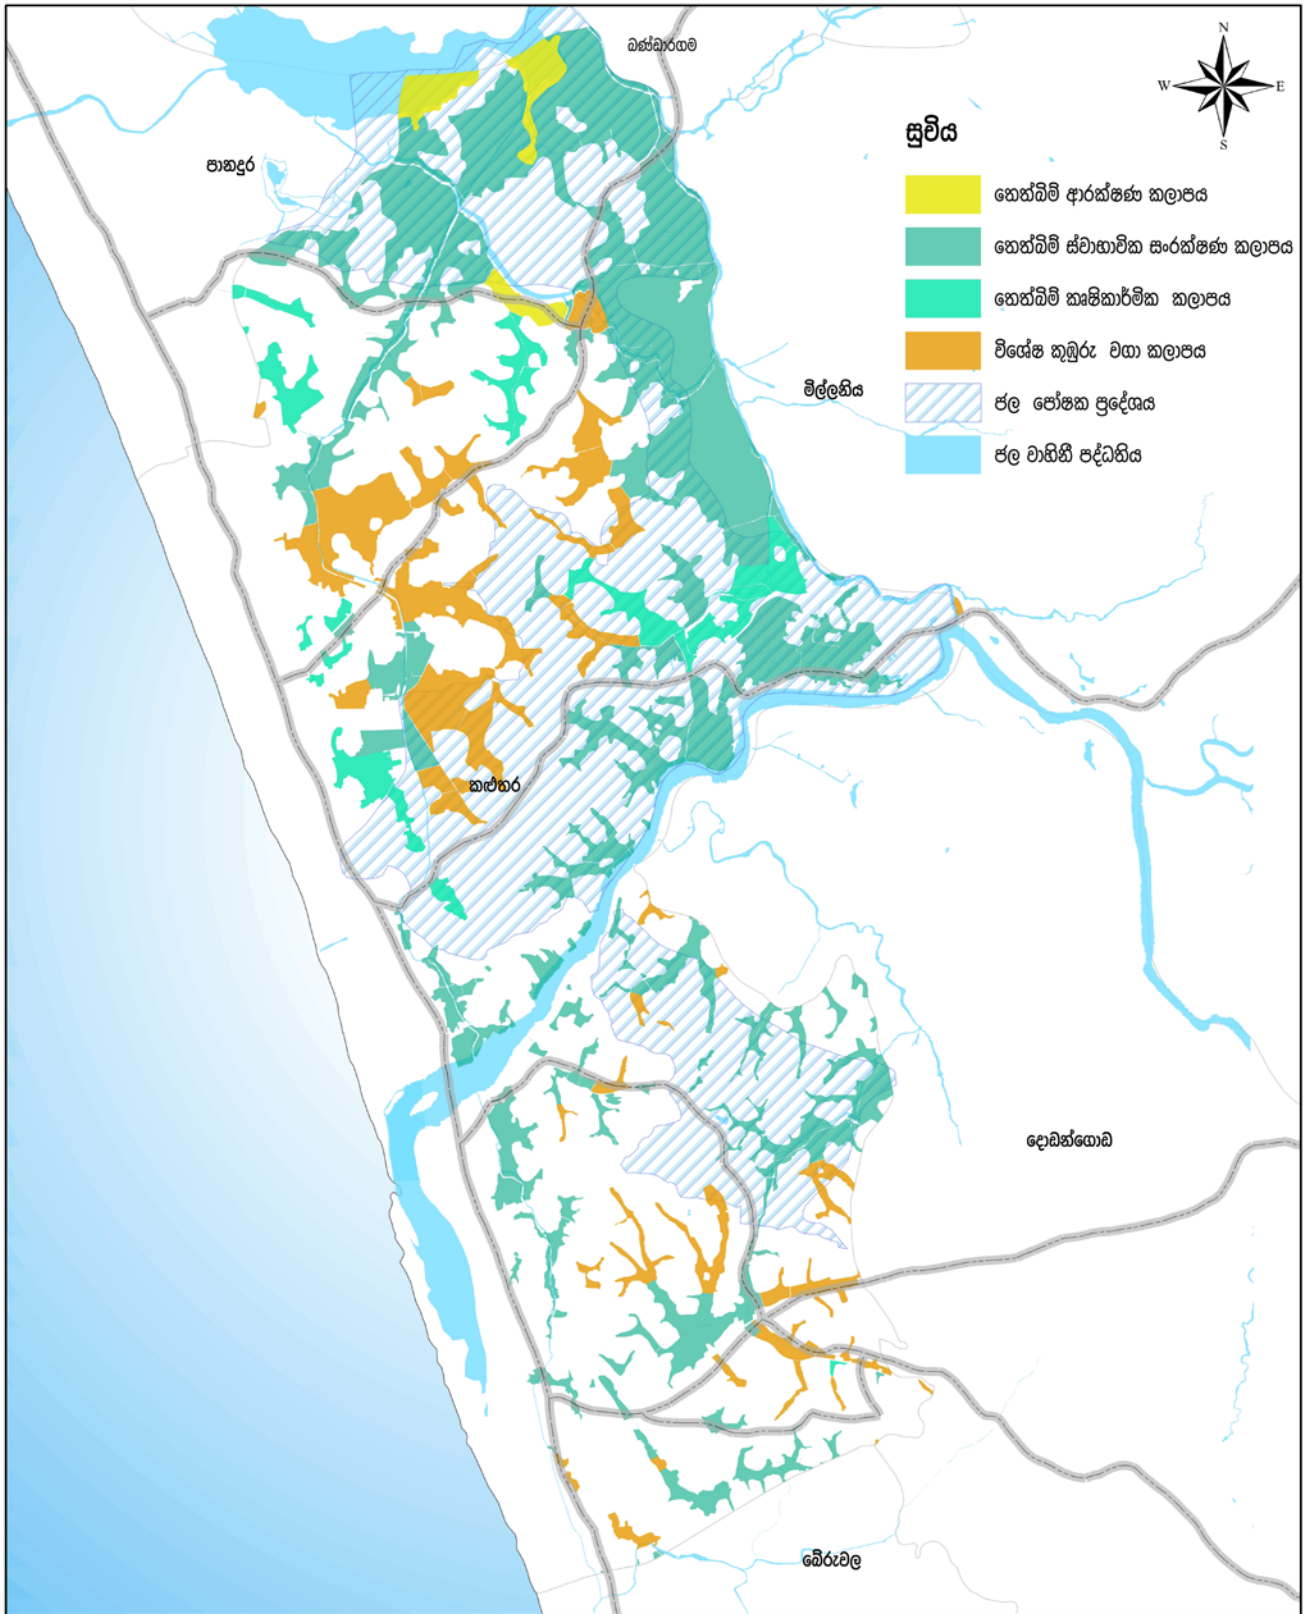 බණ්ඩාරගම
N
W
E
S
සූචිය
පානදුර
තෙත්බිම් ආරක්ෂණ කලාපය
තෙත්බිම් ස්වාභාවික සංරක්ෂණ කලාපය
තෙත්බිම් කෘෂිකාර්මික කලාපය
විශේෂ කුඹුරු වගා කලාපය
මිල්ලනිය
ජල පෝෂක ප්‍රදේශය
ජල වාහිනී පද්ධතිය
කළුතර
දොඩන්ගොඩ
බේරුවල